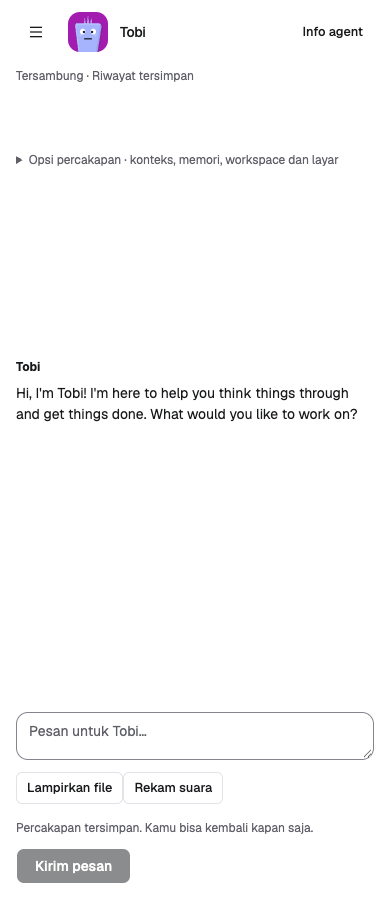 Tobi
Info agent
Tersambung · Riwayat tersimpan
Opsi percakapan · konteks, memori, workspace dan layar
Tobi
Hi, I'm Tobi! I'm here to help you think things through
and get things done. What would you like to work on?
Pesan untuk Tobi...
Lampirkan file
Rekam suara
Percakapan tersimpan. Kamu bisa kembali kapan saja.
Kirim pesan